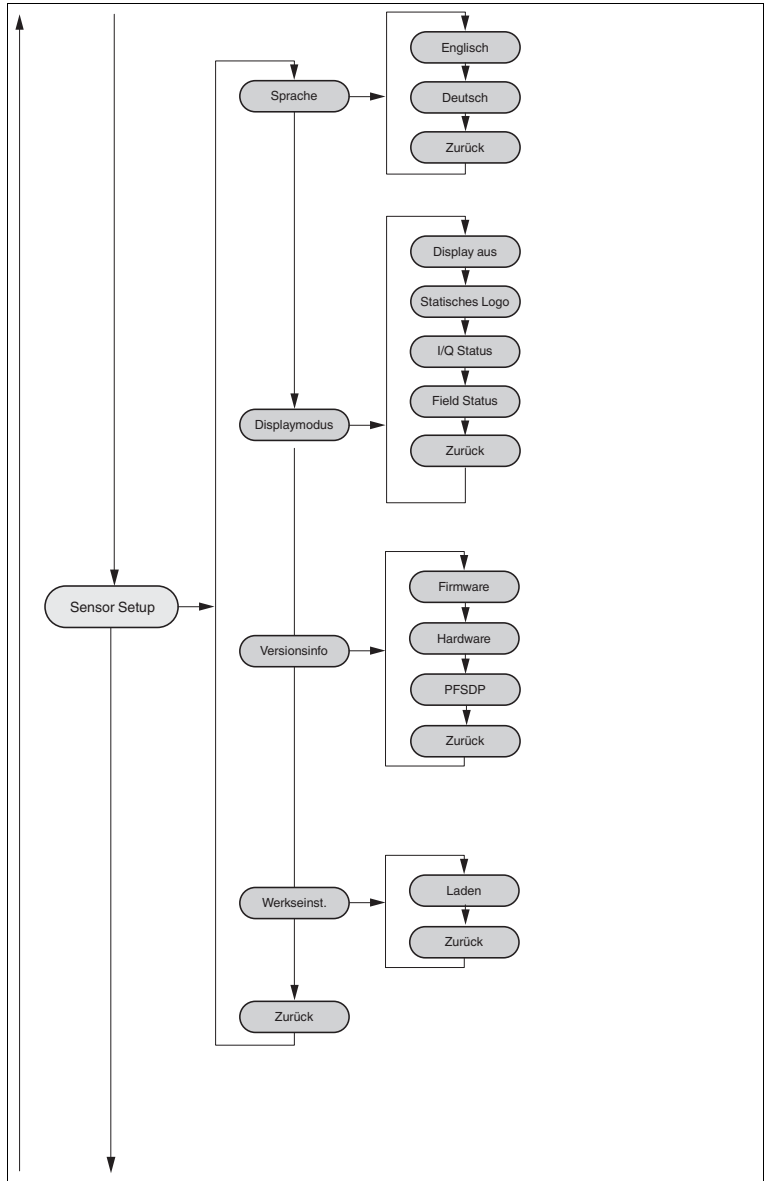 Englisch
Sprache
Deutsch
Zurück
Display aus
Statisches Logo
I/Q Status
Field Status
Displaymodus
Zurück
Firmware
Sensor Setup
Hardware
Versionsinfo
PFSDP
Zurück
Laden
Werkseinst.
Zurück
Zurück